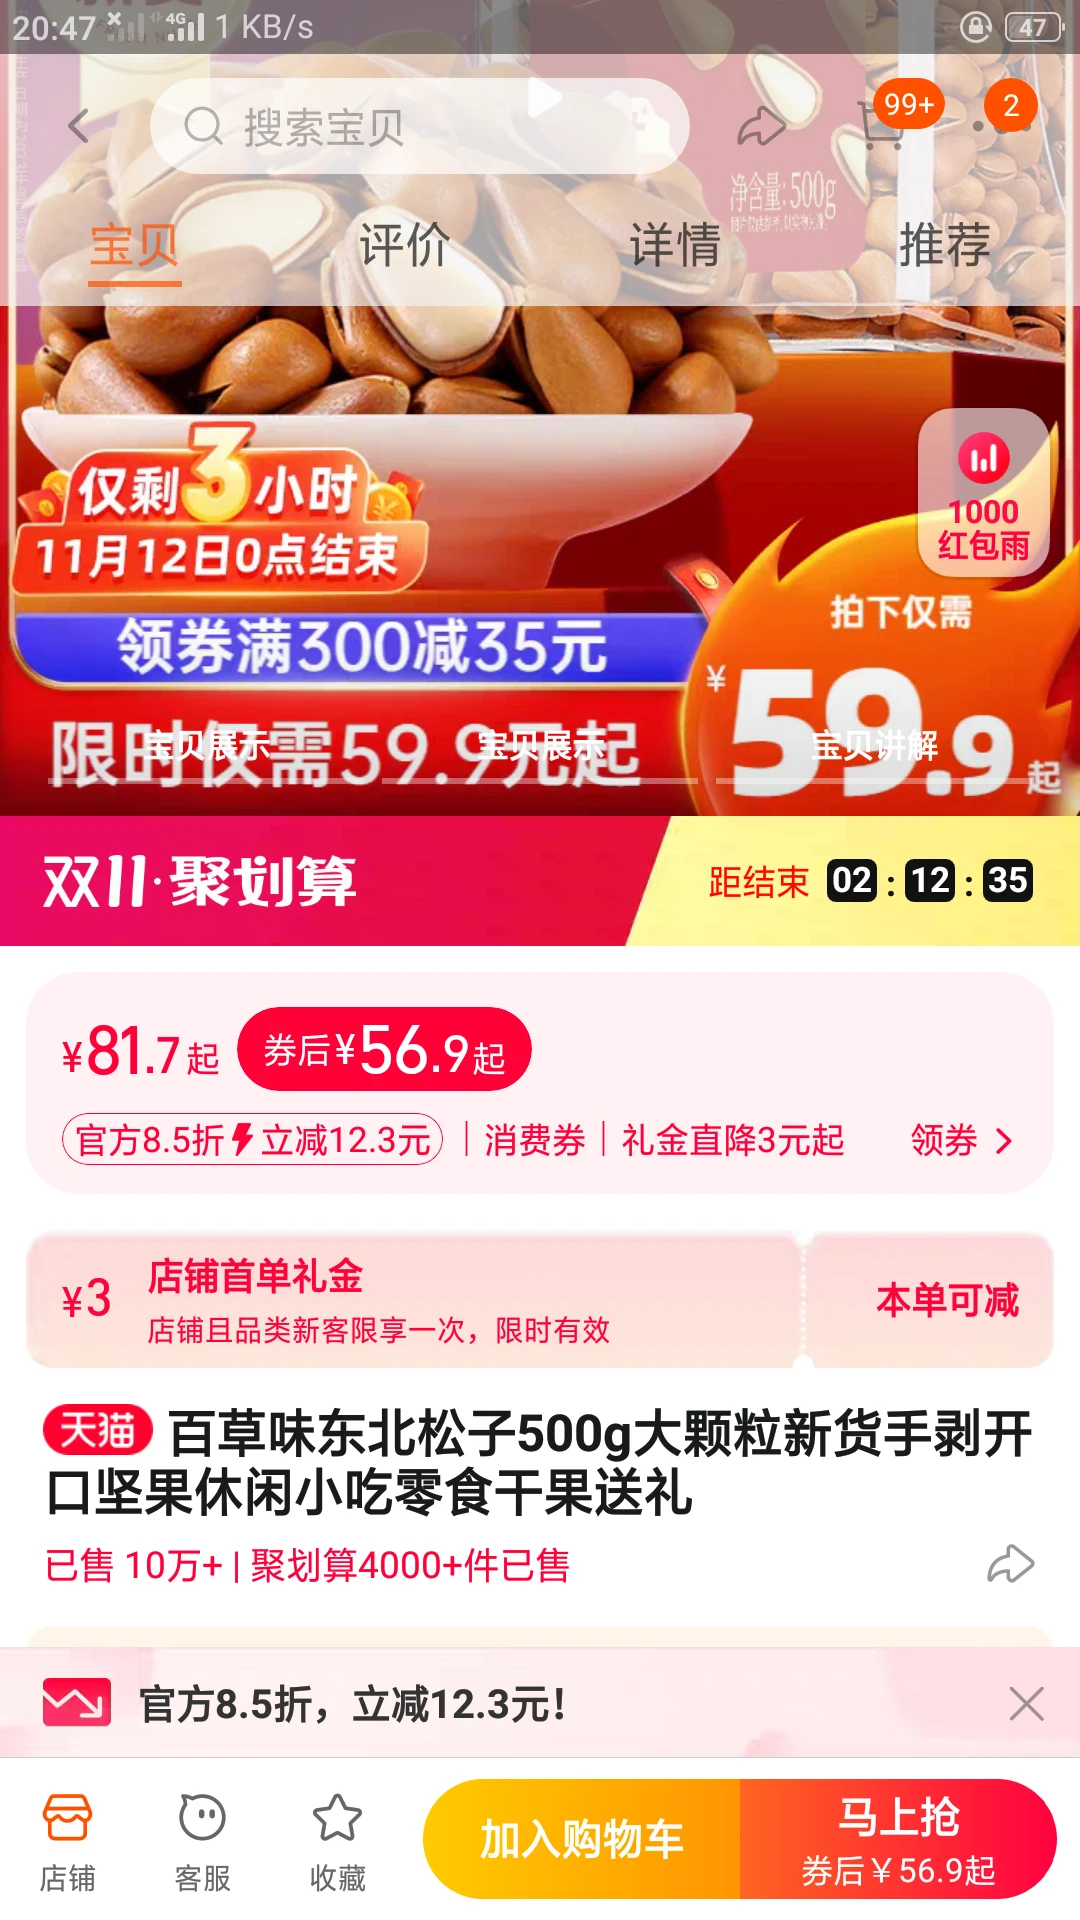 20:47 4G 1 KB/s 47
搜索宝贝 99+ 2
净含量:500g
宝贝 评价 详情 推荐
仅剩3小时
11月12日0点结束
1000
红包雨
领券满300减35元
拍下仅需
¥59.9起
限时仅需59.9元起
宝贝展示 宝贝展示 宝贝讲解
双11·聚划算 距结束 02:12:35
¥81.7起 券后¥56.9起
官方8.5折 立减12.3元 | 消费券 | 礼金直降3元起 领券
¥3 店铺首单礼金
店铺且品类新客限享一次，限时有效
本单可减
天猫 百草味东北松子500g大颗粒新货手剥开
口坚果休闲小吃零食干果送礼
已售 10万+ | 聚划算4000+件已售
官方8.5折，立减12.3元！
店铺 客服 收藏 加入购物车 马上抢
券后￥56.9起